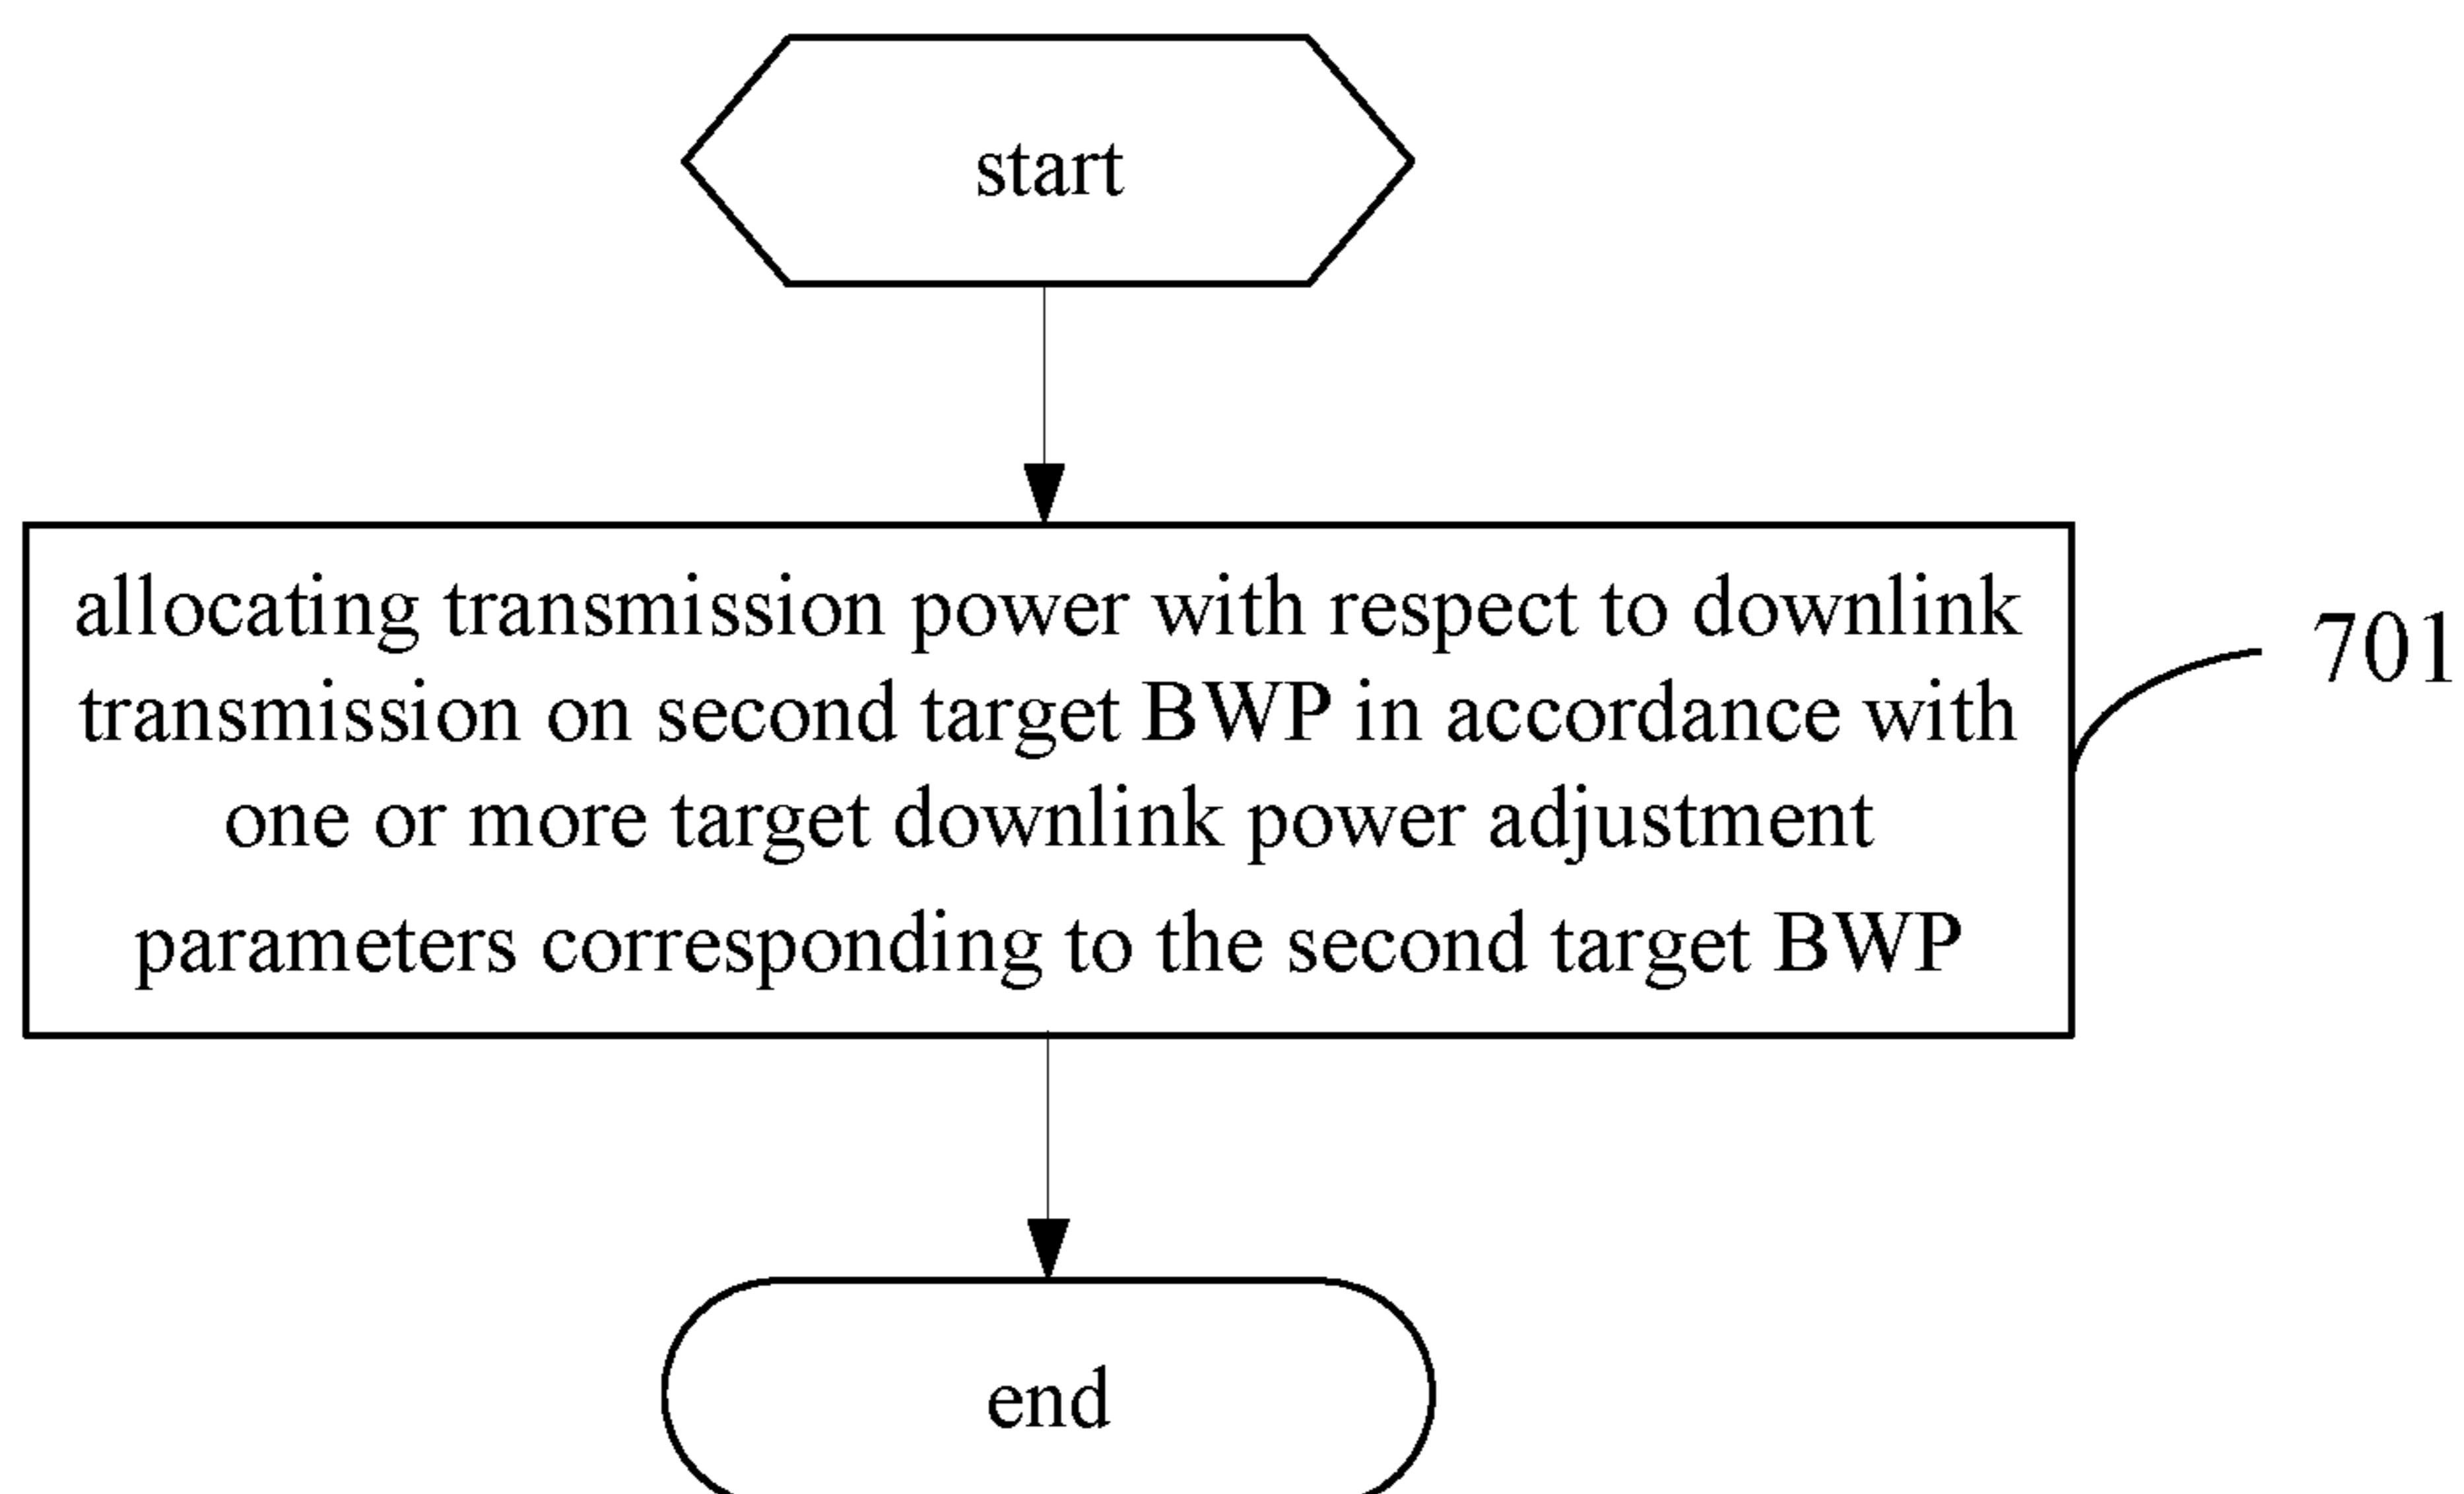 start
allocating transmission power with respect to downlink
transmission on second target BWP in accordance with
one or more target downlink power adjustment
parameters corresponding to the second target BWP
701
end